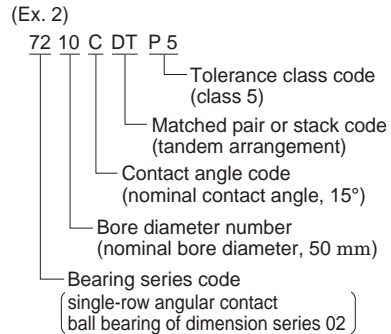 (Ex. 2)
72 10 C DT P 5
Tolerance class code
(class 5)
Matched pair or stack code
(tandem arrangement)
Contact angle code
(nominal contact angle, 15°)
Bore diameter number
(nominal bore diameter, 50 mm)
Bearing series code
(single-row angular contact
ball bearing of dimension series 02)